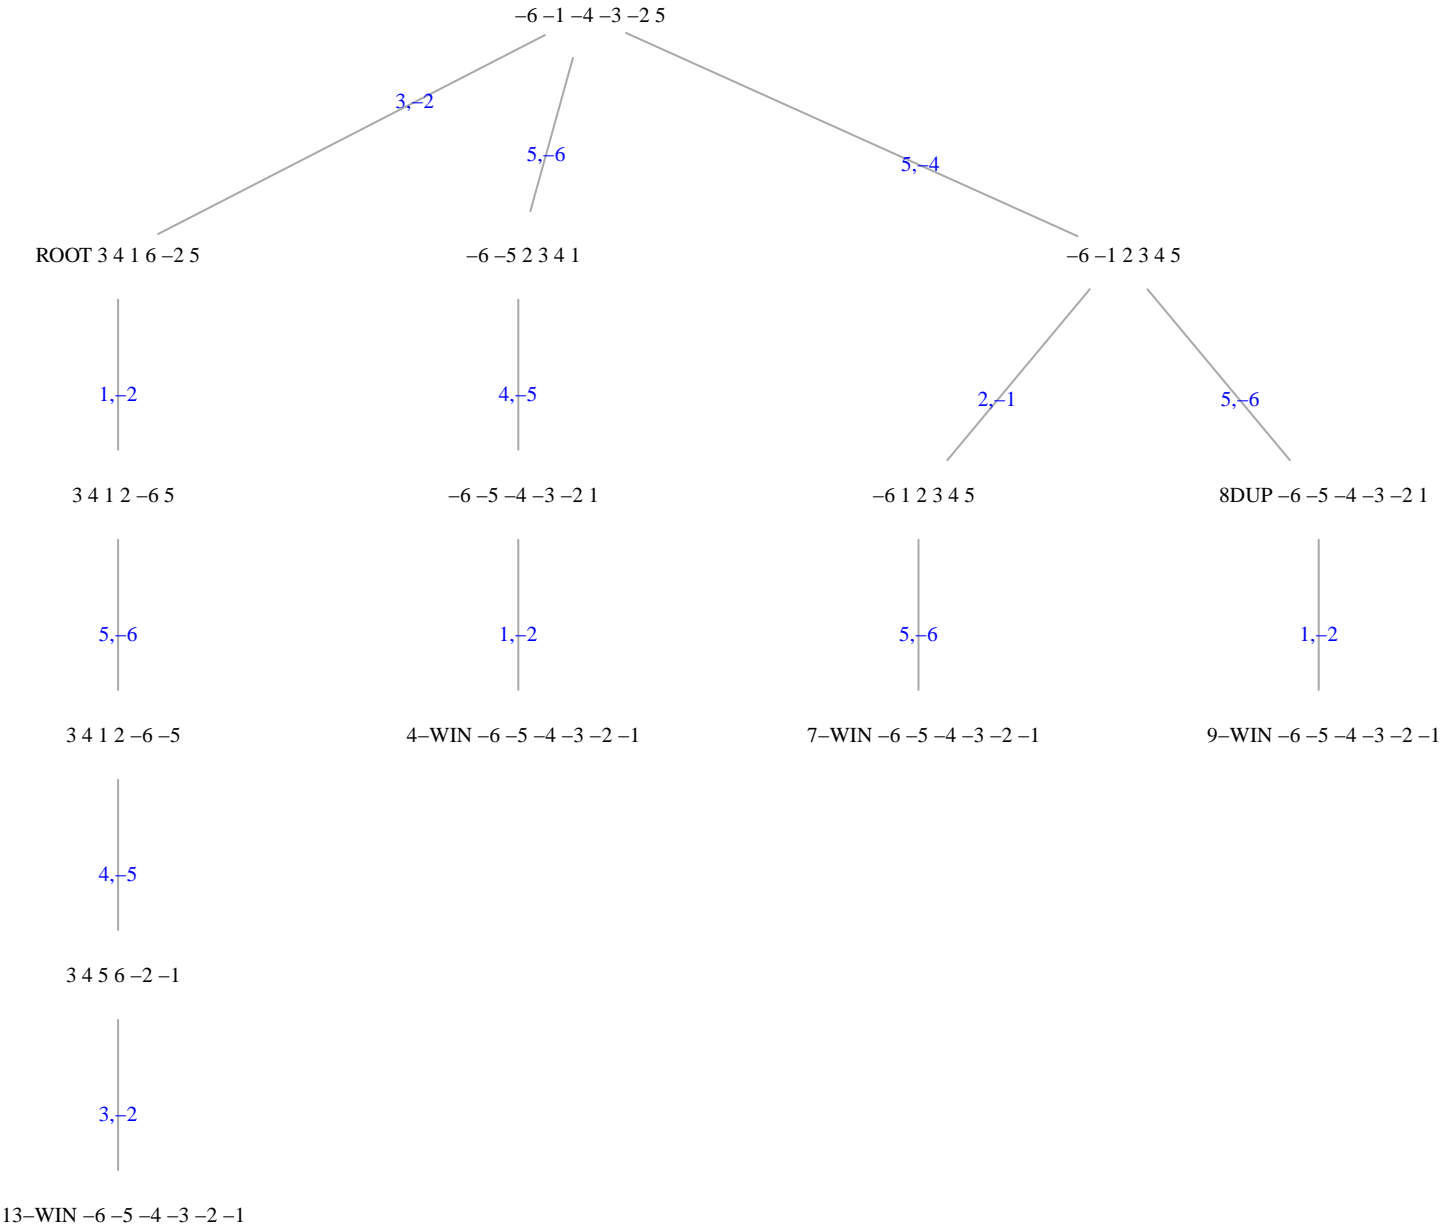 –6 –1 –4 –3 –2 5
3,–2
5,–6
5,–4
ROOT 3 4 1 6 –2 5
–6 –5 2 3 4 1
–6 –1 2 3 4 5
1,–2
4,–5
2,–1
5,–6
3 4 1 2 –6 5
–6 –5 –4 –3 –2 1
–6 1 2 3 4 5
8DUP –6 –5 –4 –3 –2 1
5,–6
1,–2
5,–6
1,–2
3 4 1 2 –6 –5
4–WIN –6 –5 –4 –3 –2 –1
7–WIN –6 –5 –4 –3 –2 –1
9–WIN –6 –5 –4 –3 –2 –1
4,–5
3 4 5 6 –2 –1
3,–2
13–WIN –6 –5 –4 –3 –2 –1